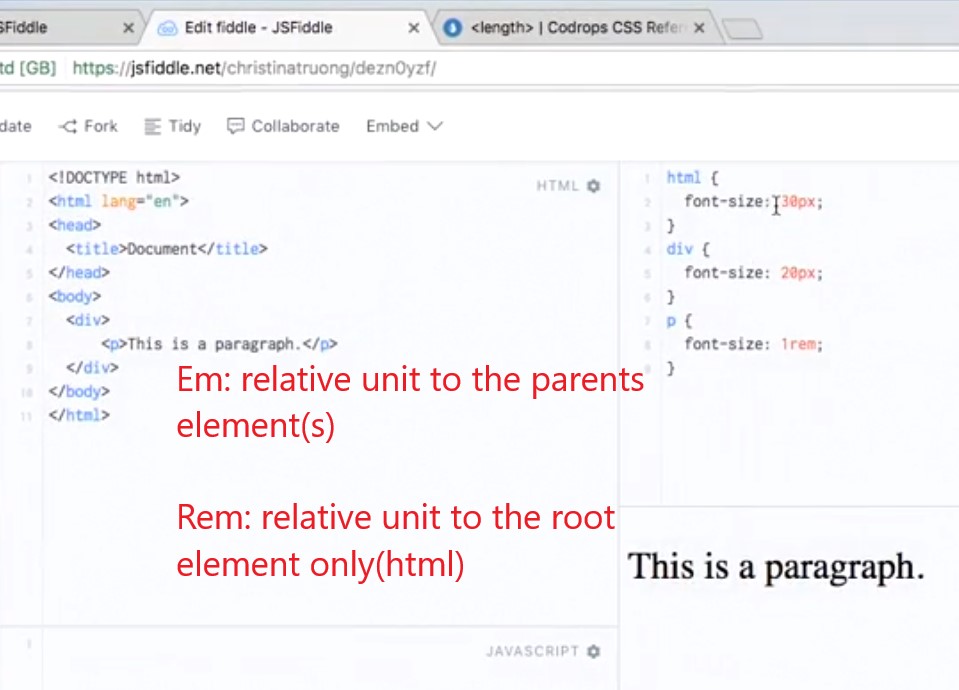 SFiddle
Edit fiddle - JSFiddle
<length> | Codrops CSS Refer
td [GB] https://jsfiddle.net/christinatruong/dezn0yzf/
date Fork Tidy Collaborate Embed
HTML
1 <!DOCTYPE html>
2 <html lang="en">
3 <head>
4 <title>Document</title>
5 </head>
6 <body>
7 <div>
8 <p>This is a paragraph.</p>
9 </div>
10 </body>
11 </html>
Em: relative unit to the parents
element(s)
Rem: relative unit to the root
element only(html)
1 html {
2 font-size: 30px;
3 }
4 div {
5 font-size: 20px;
6 }
7 p {
8 font-size: 1rem;
9 }
This is a paragraph.
1
JAVASCRIPT